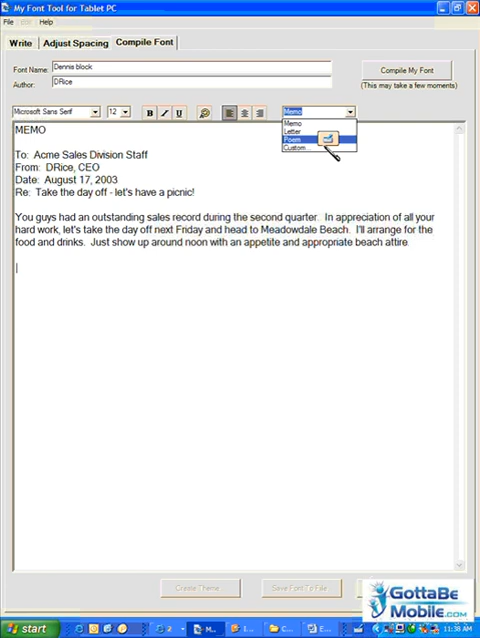 My Font Tool for Tablet PC
File Help
Write Adjust Spacing Compile Font
Font Name: Dennis block
Author: DRice
Compile My Font
(This may take a few moments)
Microsoft Sans Serif 12 B I U Memo
Memo
Letter
Poem
Custom...
MEMO
To: Acme Sales Division Staff
From: DRice, CEO
Date: August 17, 2003
Re: Take the day off - let's have a picnic!
You guys had an outstanding sales record during the second quarter. In appreciation of all your
hard work, let's take the day off next Friday and head to Meadowdale Beach. I'll arrange for the
food and drinks. Just show up around noon with an appetite and appropriate beach attire.
Create Theme... Save Font To File
GottaBe
Mobile.com
start 2 M... I... C... E... 11:38 AM